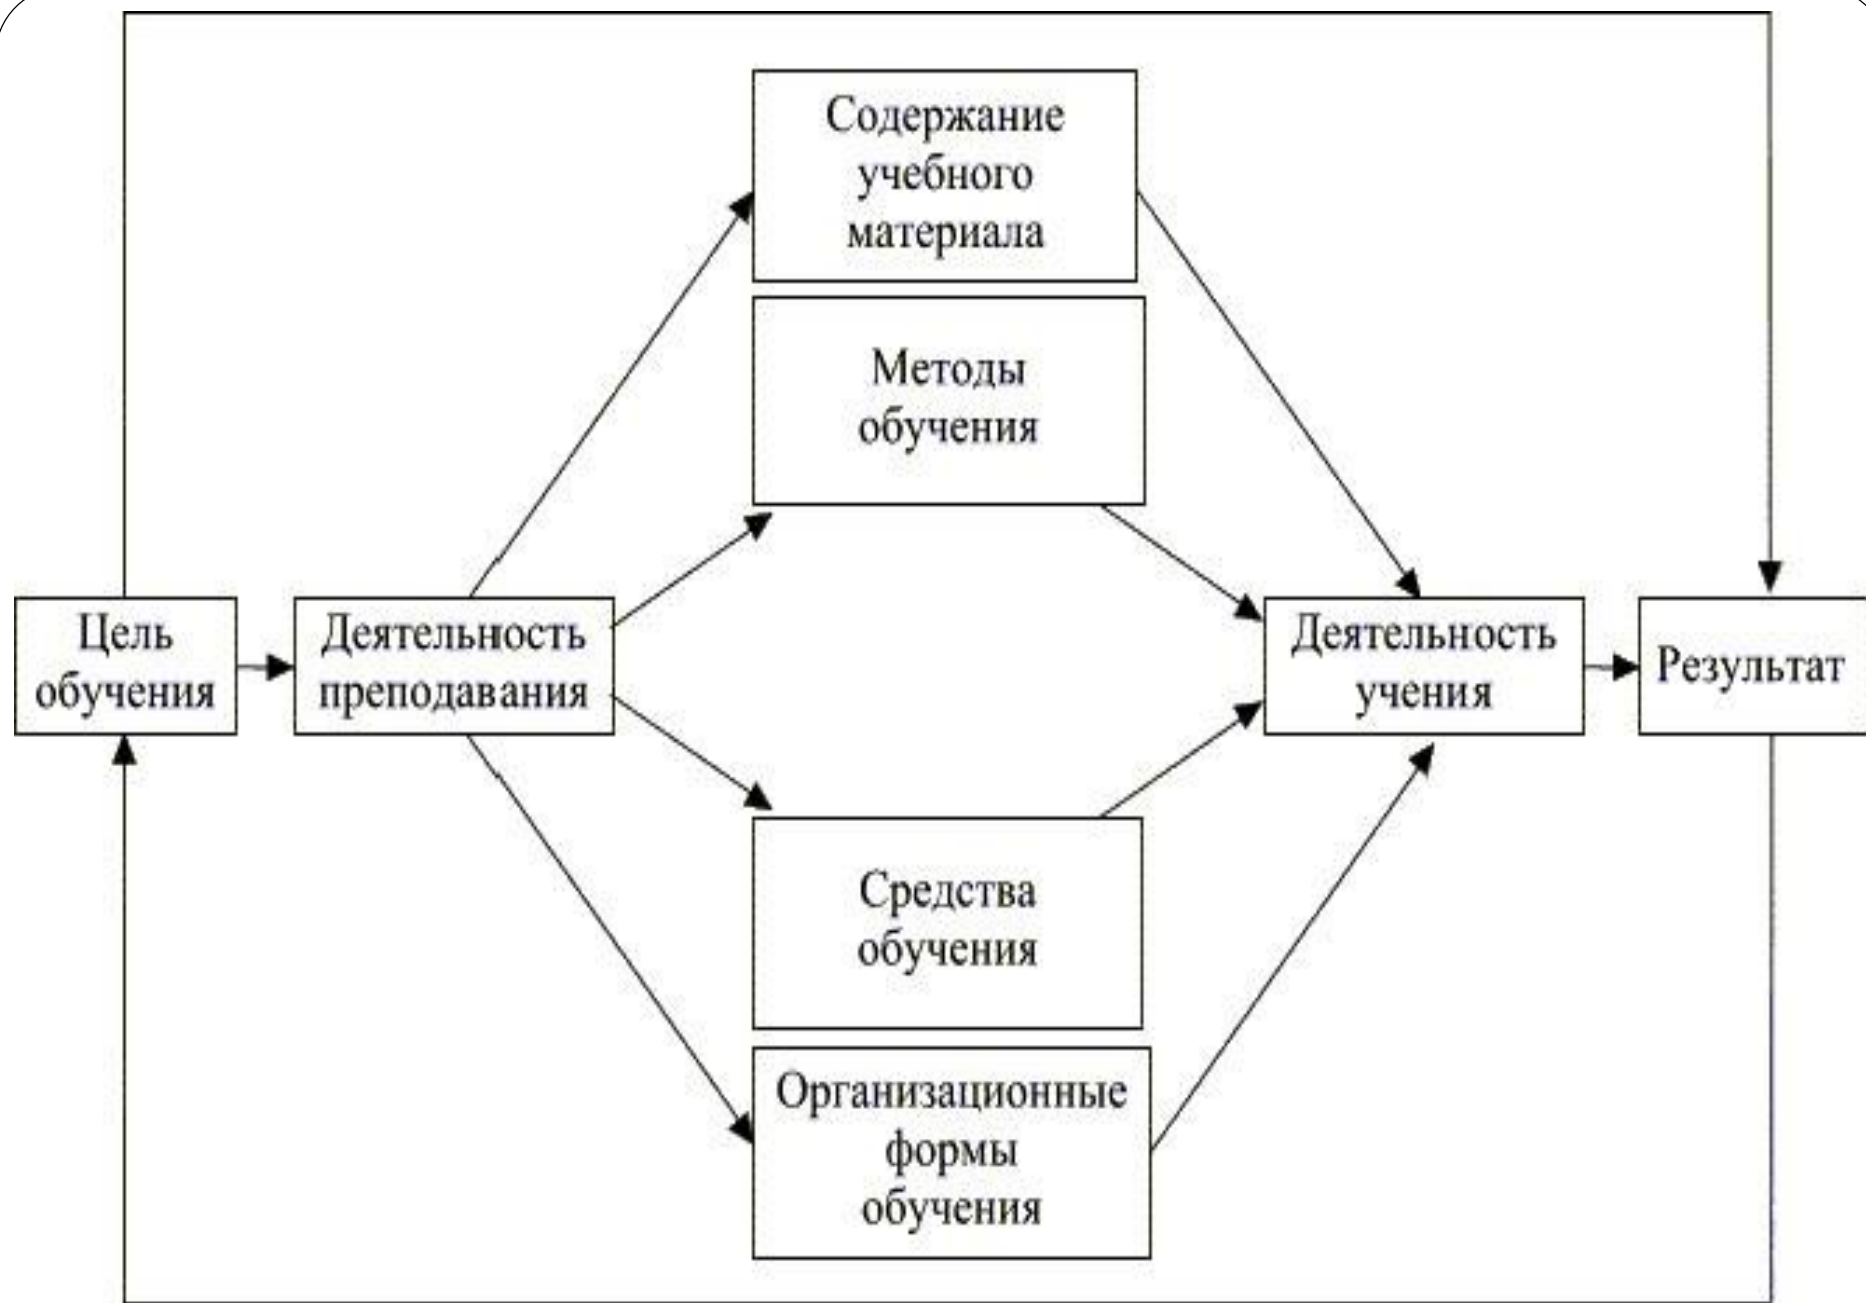 Содержание
учебного
материала
Методы
обучения
Цель
обучения
Деятельность
преподавания
Деятельность
учения
Результат
Средства
обучения
Организационные
формы
обучения